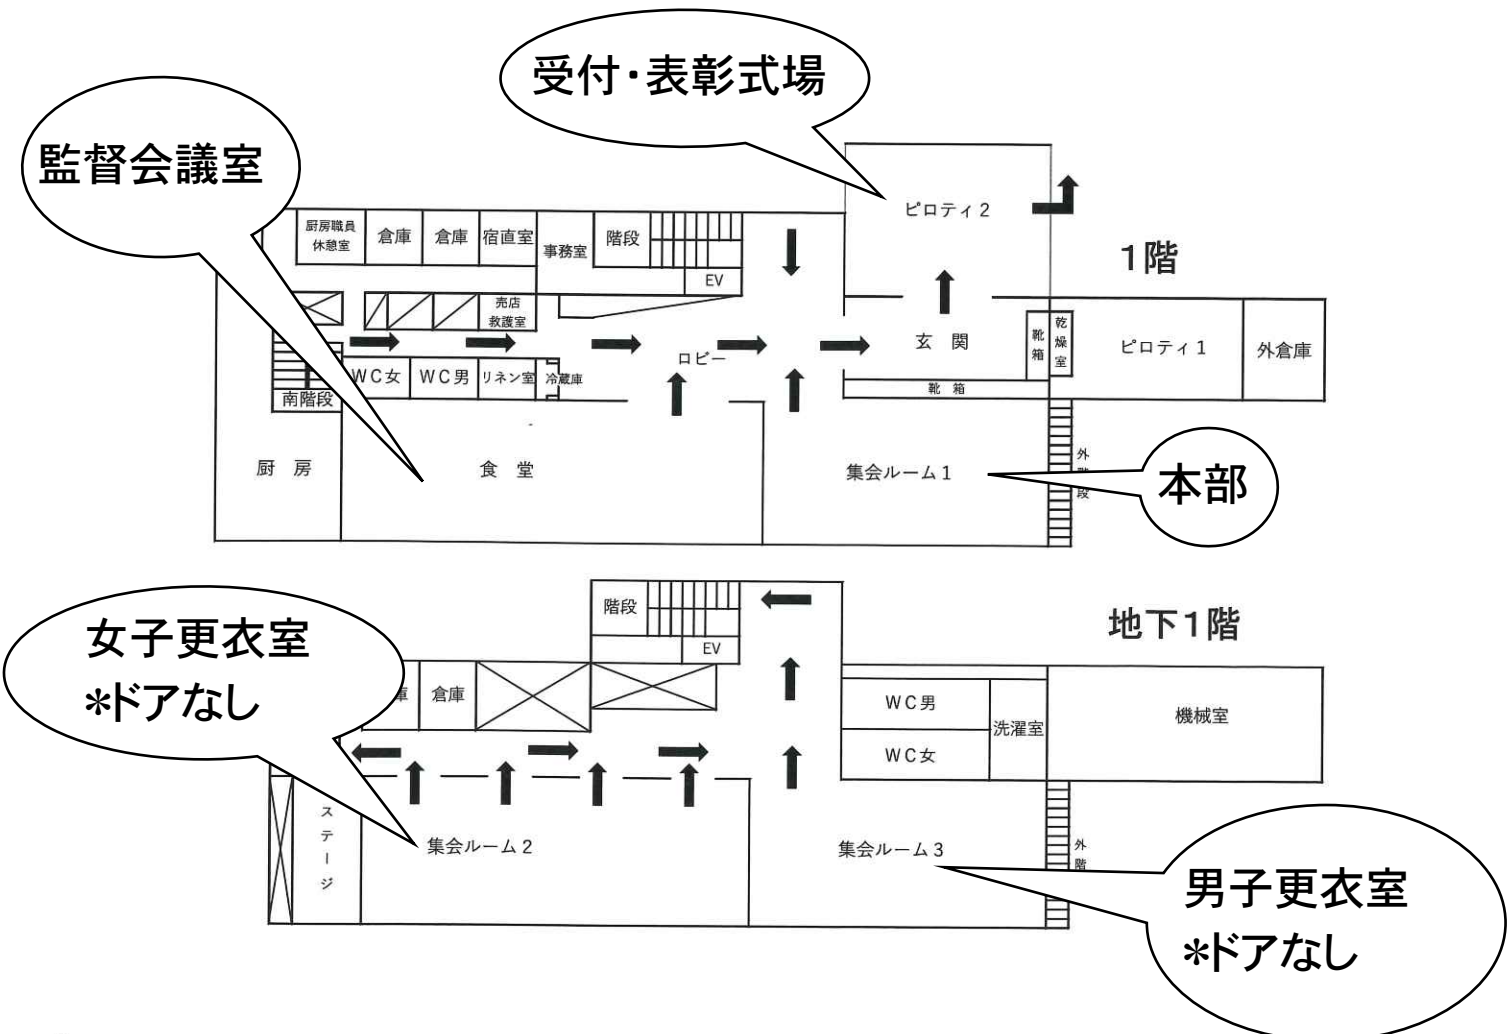 受付・表彰式場
監督会議室
ピロティ2
厨房職員
休憩室
倉庫
倉庫
宿直室
事務室
階段
EV
1階
売店
救護室
ロビー
玄 関
靴箱
乾燥室
ピロティ1
外倉庫
WC女
WC男
リネン室
冷蔵庫
南階段
靴 箱
厨 房
食 堂
集会ルーム1
本部
階段
EV
地下1階
女子更衣室
*ドアなし
倉庫
WC男
WC女
洗濯室
機械室
ステージ
集会ルーム2
集会ルーム3
男子更衣室
*ドアなし